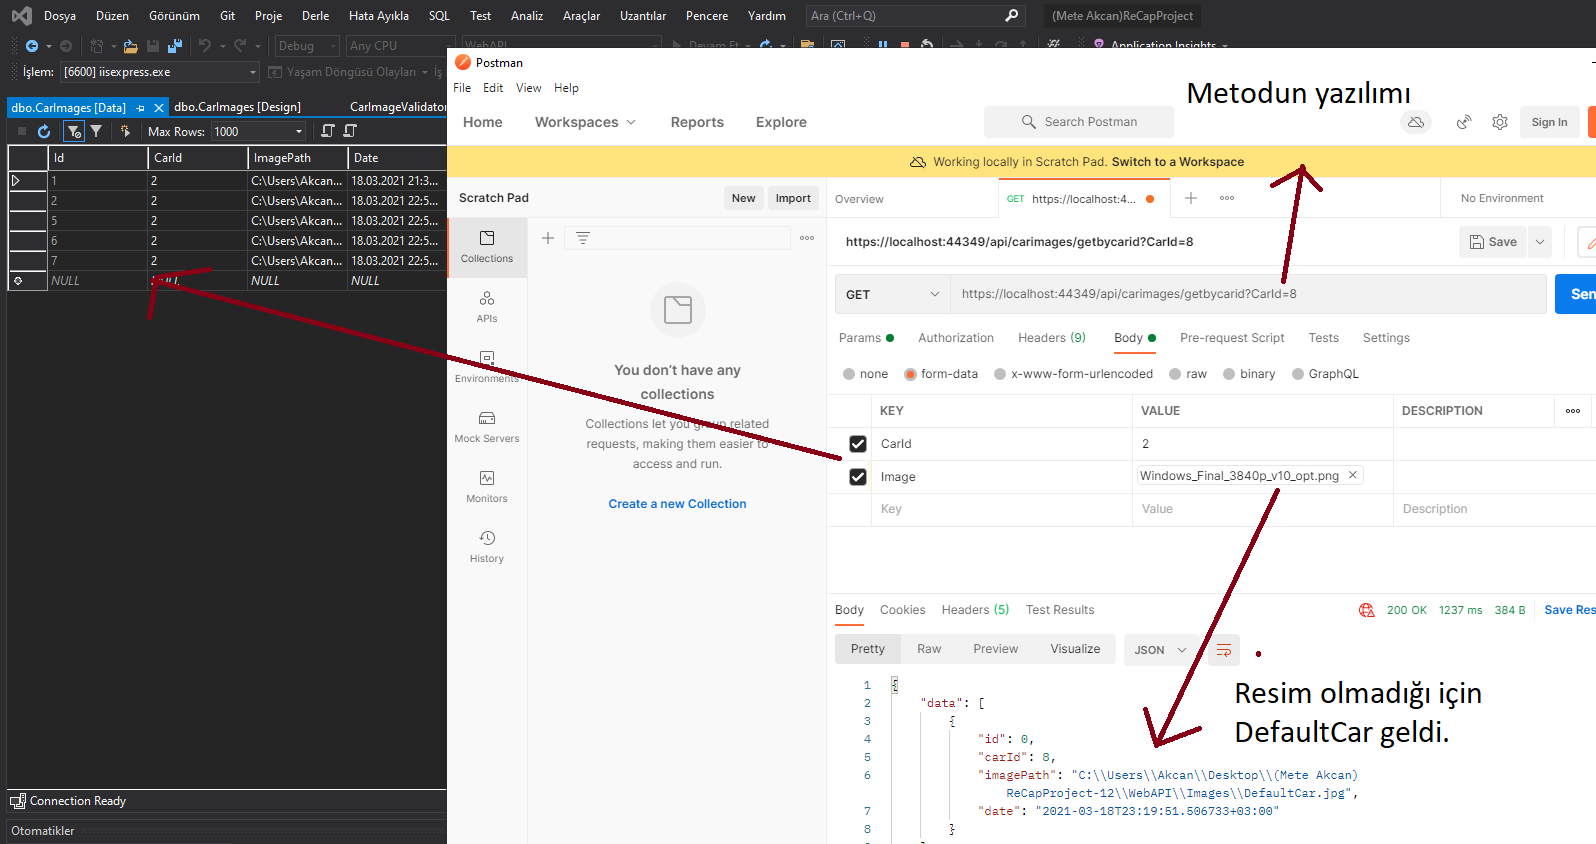 Dosya Düzen Görünüm Git Proje Derle Hata Ayıkla SQL Test Analiz Araçlar Uzantılar Pencere Yardım Ara (Ctrl+Q) (Mete Akcan)ReCapProject
Debug Any CPU WebAPI Devam Et Application Insights
İşlem: [6600] iisexpress.exe Yaşam Döngüsü Olayları İş
dbo.CarImages [Data] dbo.CarImages [Design] CarImageValidator
Max Rows: 1000
Id CarId ImagePath Date
1 2 C:\Users\Akcan... 18.03.2021 21:3...
2 2 C:\Users\Akcan... 18.03.2021 22:5...
5 2 C:\Users\Akcan... 18.03.2021 22:5...
6 2 C:\Users\Akcan... 18.03.2021 22:5...
7 2 C:\Users\Akcan... 18.03.2021 22:5...
NULL NULL NULL NULL
Connection Ready
Otomatikler
Postman
File Edit View Help
Metodun yazılımı
Home Workspaces Reports Explore Search Postman Sign In
Working locally in Scratch Pad. Switch to a Workspace
Scratch Pad New Import
Overview GET https://localhost:4... No Environment
Collections
APIs
Environments
Mock Servers
Monitors
History
You don't have any
collections
Collections let you group related
requests, making them easier to
access and run.
Create a new Collection
https://localhost:44349/api/carimages/getbycarid?CarId=8 Save
GET https://localhost:44349/api/carimages/getbycarid?CarId=8 Sen
Params Authorization Headers (9) Body Pre-request Script Tests Settings
none form-data x-www-form-urlencoded raw binary GraphQL
KEY VALUE DESCRIPTION
CarId 2
Image Windows_Final_3840p_v10_opt.png
Key Value Description
Body Cookies Headers (5) Test Results 200 OK 1237 ms 384 B Save Res
Pretty Raw Preview Visualize JSON
1 {
2 "data": [
3 {
4 "id": 0,
5 "carId": 8,
6 "imagePath": "C:\\Users\\Akcan\\Desktop\\(Mete Akcan)
ReCapProject-12\\WebAPI\\Images\\DefaultCar.jpg",
7 "date": "2021-03-18T23:19:51.506733+03:00"
8 }
Resim olmadığı için
DefaultCar geldi.